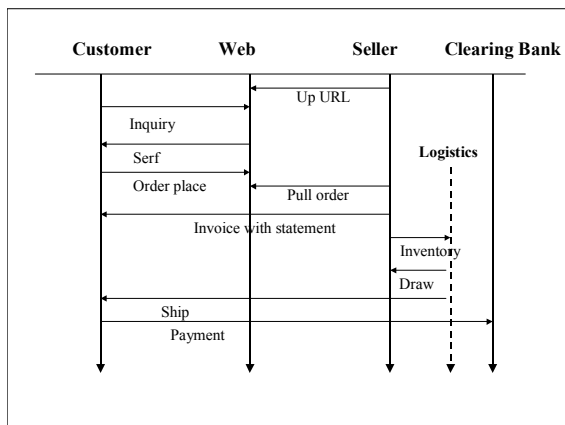 Customer Web Seller Clearing Bank
Up URL
Inquiry
Serf
Logistics
Order place
Pull order
Invoice with statement
Inventory
Draw
Ship
Payment